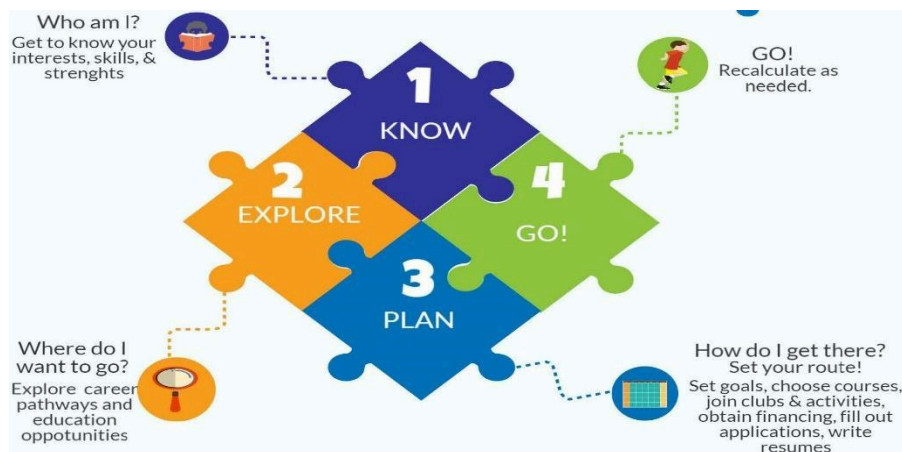 Who am I?
Get to know your
interests, skills, &
strenghts
1
KNOW
GO!
Recalculate as
needed.
2
EXPLORE
4
GO!
3
PLAN
Where do I
want to go?
Explore career
pathways and
education
oppotunities
How do I get there?
Set your route!
Set goals, choose courses,
join clubs & activities,
obtain financing, fill out
applications, write
resumes